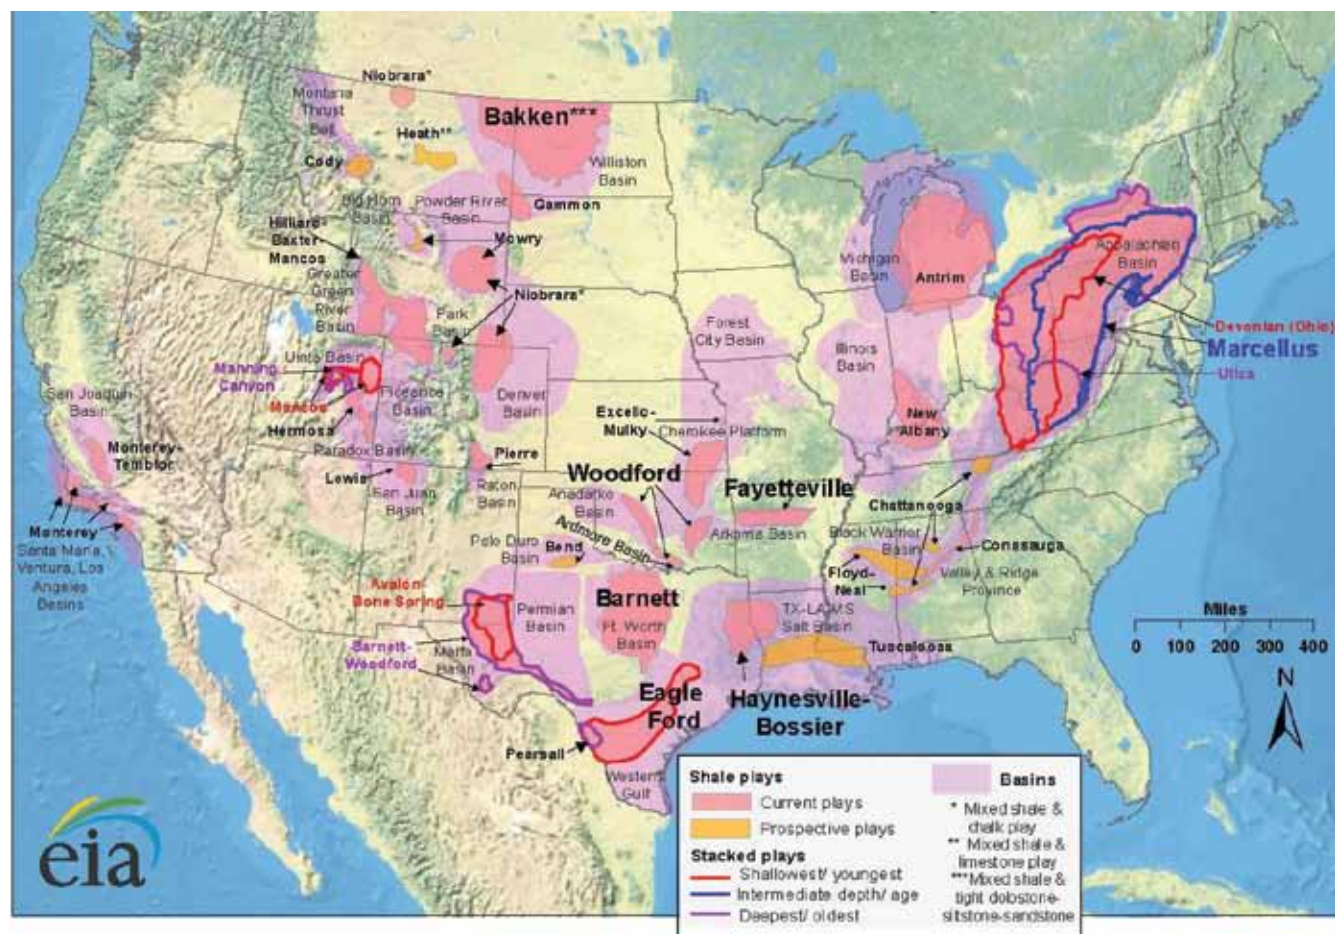 Niobrara*
Montana
Thrust
Belt
Bakken***
Heath**
Cody
Williston
Basin
Big Horn
Basin
Powder River
Basin
Gammon
Hilliard-
Baxter-
Mancos
Mowry
Greater
Green
River
Basin
Niobrara*
Park
Basin
Michigan
Basin
Antrim
Appalachian
Basin
Devonian (Ohio)
Marcellus
Utica
Forest
City Basin
Illinois
Basin
Uinta Basin
Manning
Canyon
Mancos
Piceance
Basin
Denver
Basin
Hermosa
San Joaquin
Basin
Monterey-
Temblor
Paradox Basin
Lewis
San Juan
Basin
Pierre
Raton
Basin
Excello-
Mulky
Cherokee Platform
New
Albany
Woodford
Anadarko
Basin
Fayetteville
Arkoma Basin
Chattanooga
Black Warrior
Basin
Conasauga
Monterey
Santa Maria,
Ventura, Los
Angeles
Basins
Palo Duro
Basin
Bend
Ardmore Basin
Floyd-
Neal
Valley & Ridge
Province
Avalon-
Bone Spring
Permian
Basin
Barnett
Ft. Worth
Basin
TX-LA-MS
Salt Basin
Tuscaloosa
Barnett-
Woodford
Marfa
Basin
Eagle
Ford
Haynesville-
Bossier
Pearsall
Western
Gulf
Miles
0 100 200 300 400
N
eia
Shale plays
Current plays
Prospective plays
Stacked plays
Shallowest/ youngest
Intermediate depth/ age
Deepest/ oldest
Basins
* Mixed shale &
chalk play
** Mixed shale &
limestone play
***Mixed shale &
tight dolostone-
siltstone-sandstone